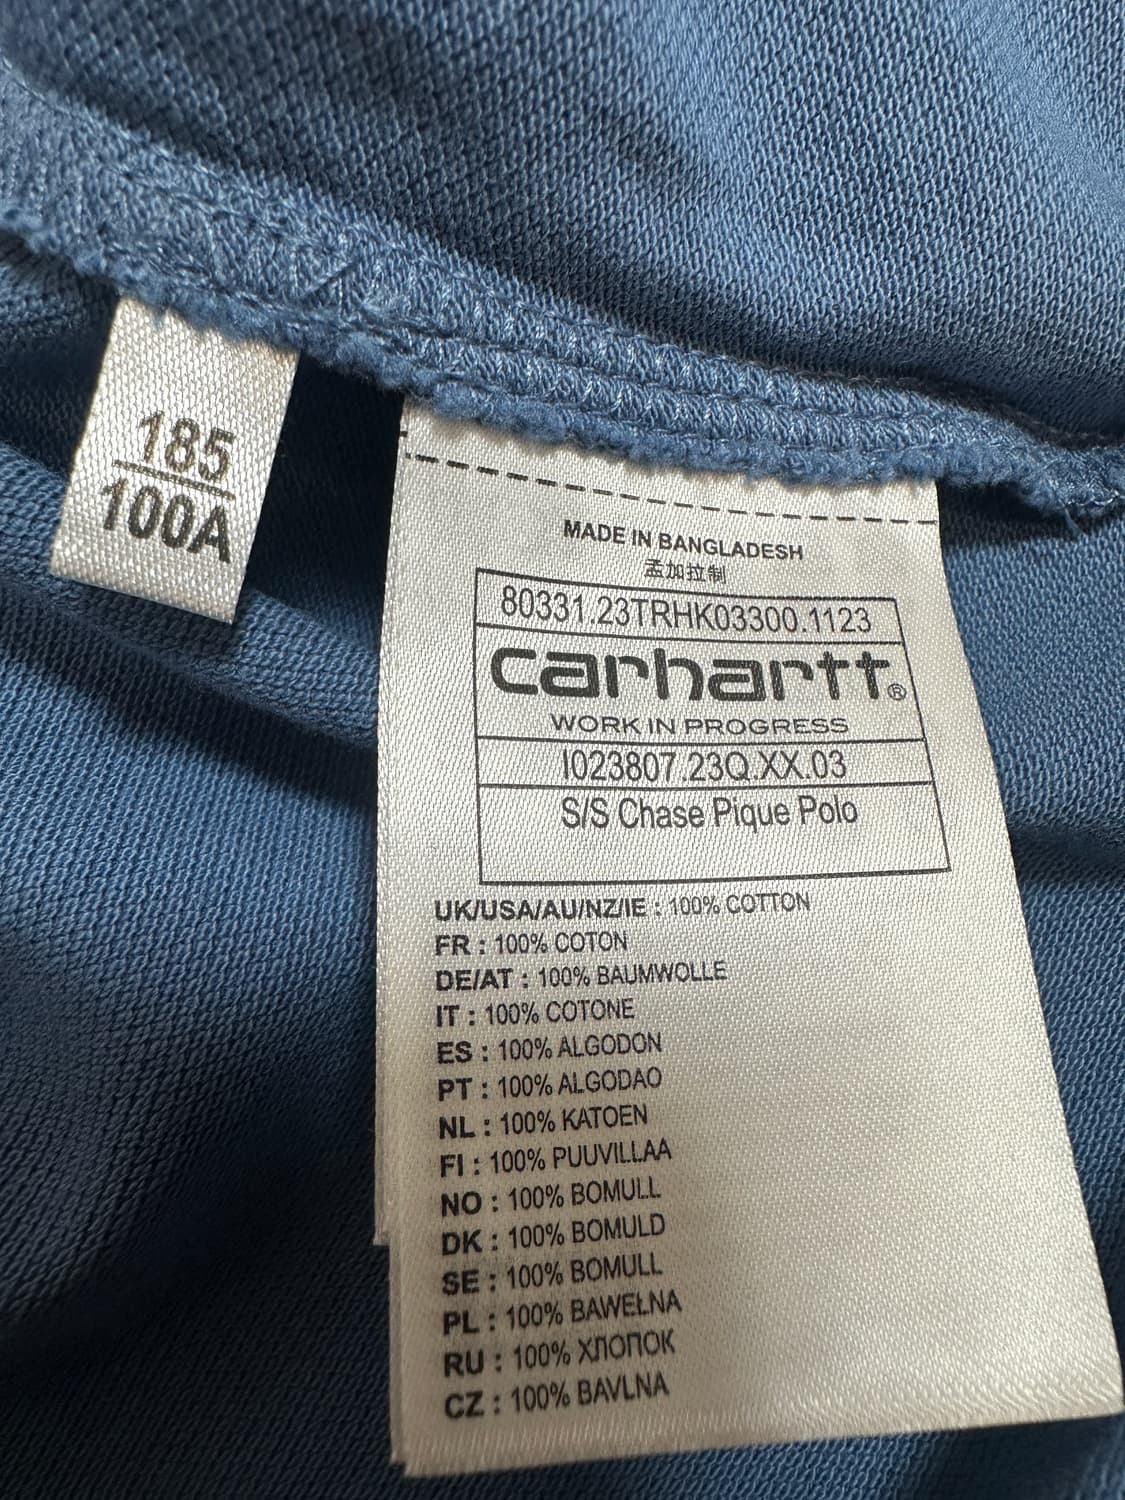 185
100A
MADE IN BANGLADESH
孟加拉制
80331.23TRHK03300.1123
carhartt®
WORK IN PROGRESS
I023807.23Q.XX.03
S/S Chase Pique Polo
UK/USA/AU/NZ/IE : 100% COTTON
FR : 100% COTON
DE/AT : 100% BAUMWOLLE
IT : 100% COTONE
ES : 100% ALGODON
PT : 100% ALGODAO
NL : 100% KATOEN
FI : 100% PUUVILLAA
NO : 100% BOMULL
DK : 100% BOMULD
SE : 100% BOMULL
PL : 100% BAWEŁNA
RU : 100% ХЛОПОК
CZ : 100% BAVLNA